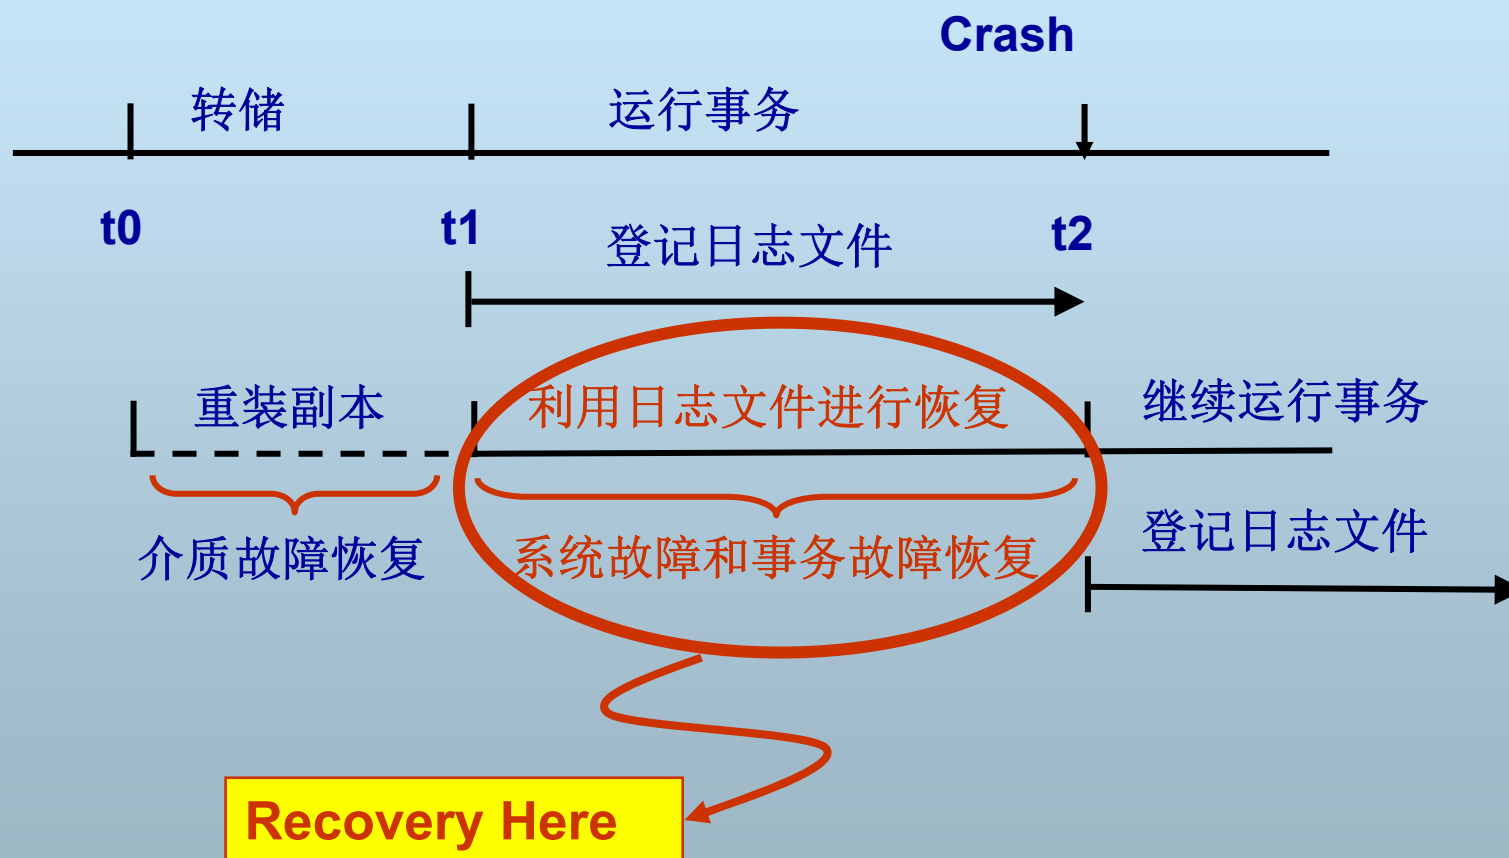 Crash
转储
运行事务
t0
t1
t2
登记日志文件
重装副本
利用日志文件进行恢复
继续运行事务
介质故障恢复
系统故障和事务故障恢复
登记日志文件
Recovery Here